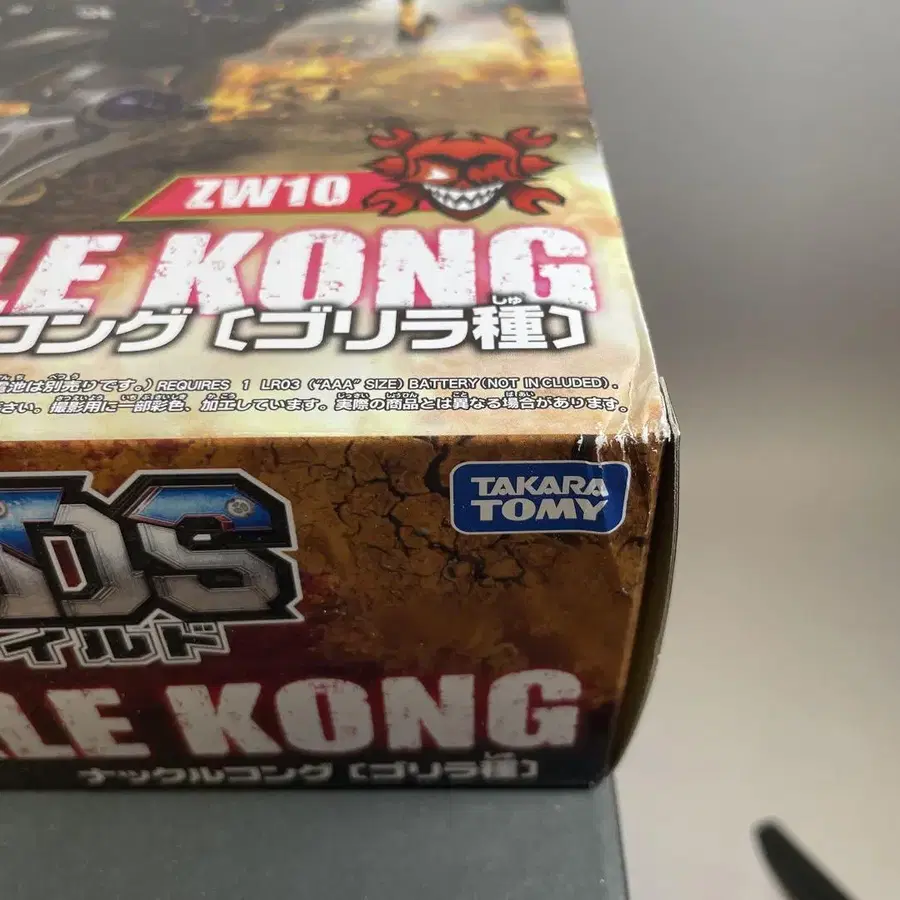 ZW10
LE KONG
コング〔ゴリラ種〕
しゅ
池は別売りです。) REQUIRES 1 LR03 ("AAA" SIZE) BATTERY (NOT INCLUDED).
さい。撮影用に一部彩色、加工しています。実際の商品とは異なる場合があります。
TAKARA
TOMY
DS
イルド
LE KONG
ナックルコング〔ゴリラ種〕